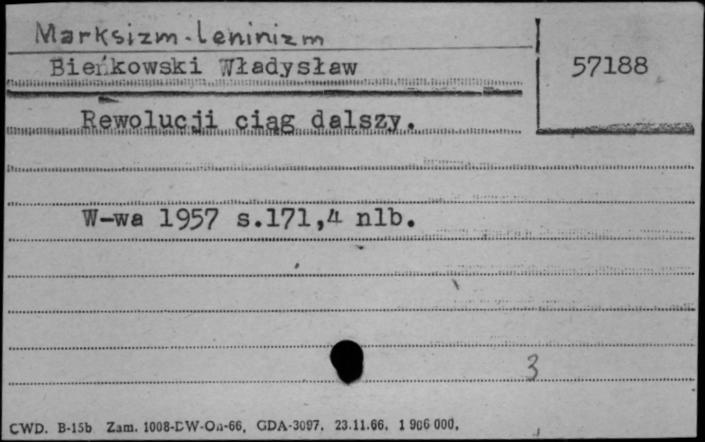 Marksizm-leninizm
Bieńkowski Władysław
57188
Rewolucji ciąg dalszy.
W-wa 1957 s.171,4 nlb.
3
CWD. B-15b Zam. 1008-DW-On-66, GDA-3097, 23.11.66, 1 906 000,